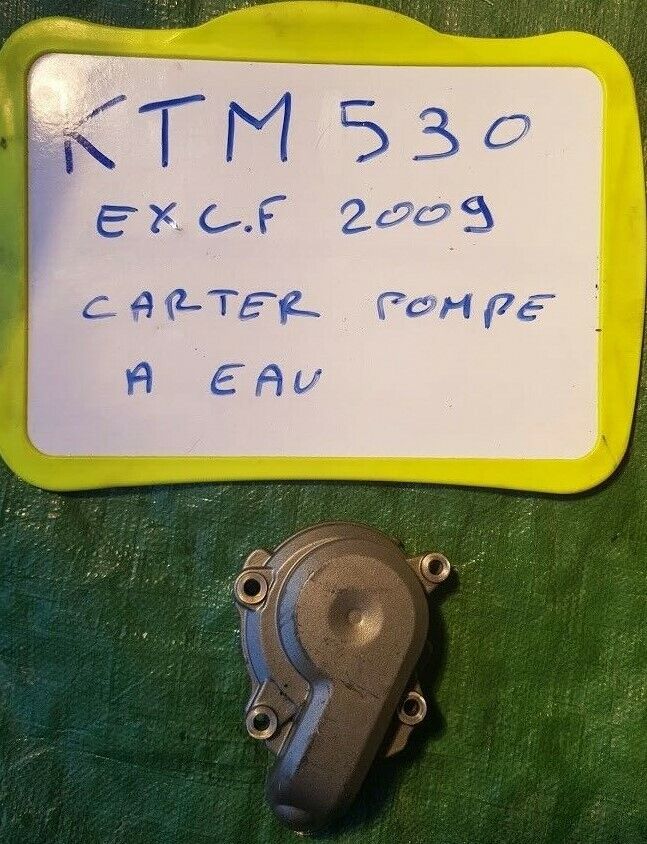 KTM 530
EXC.F 2009
CARTER POMPE
A EAU